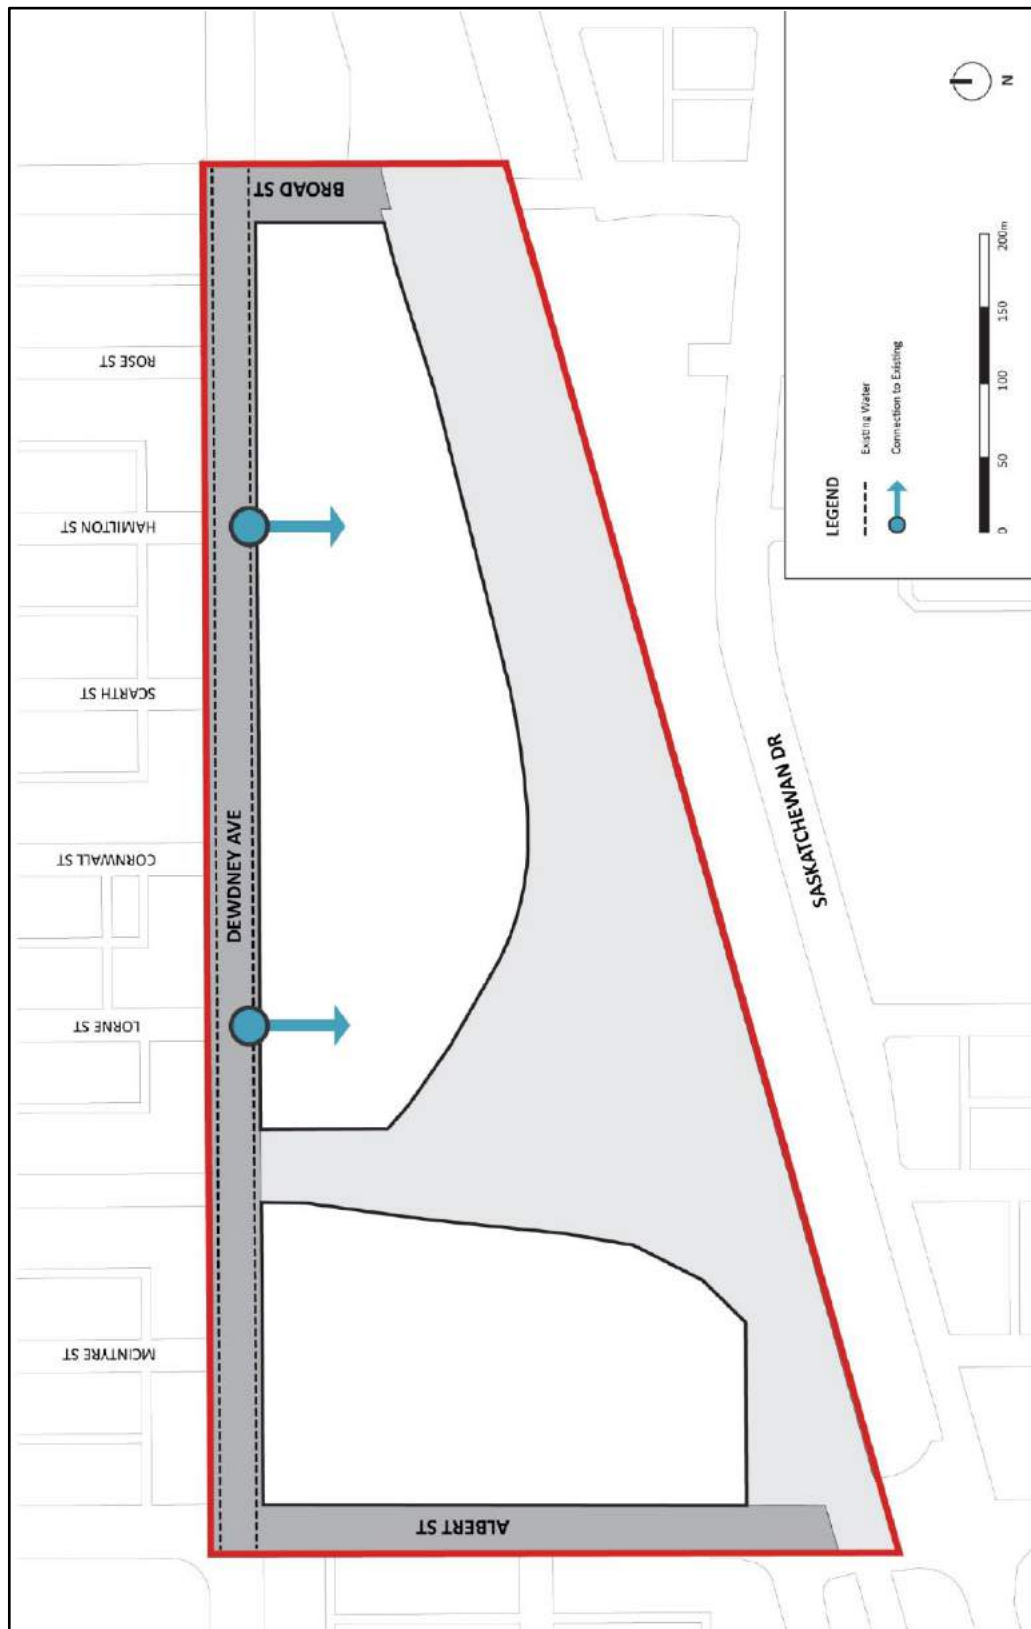 BROAD ST
ROSE ST
HAMILTON ST
SCARTH ST
CORNWALL ST
LORNE ST
MCINTYRE ST
DEWDNEY AVE
ALBERT ST
SASKATCHEWAN DR
N
LEGEND
Existing Water
Connection to Existing
0 50 100 150 200m